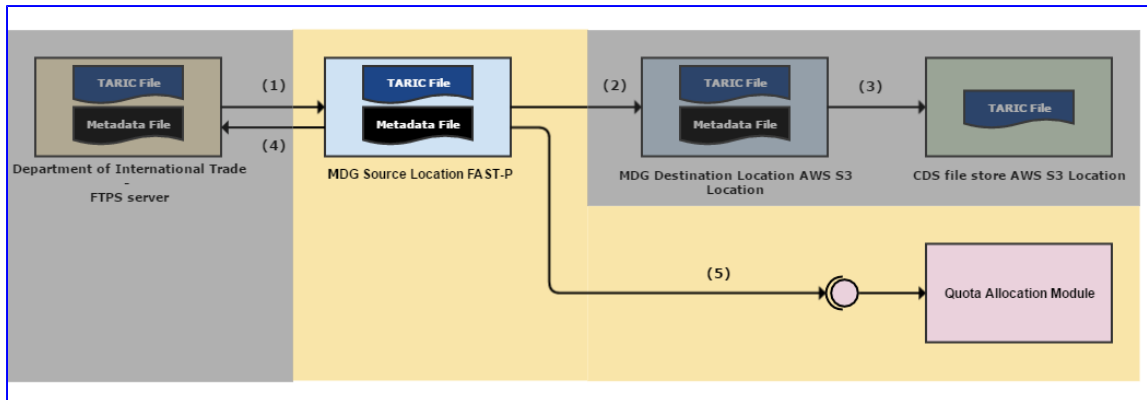 TARIC File
Metadata File
Department of International Trade
-
FTPS server
(1)
(4)
TARIC File
Metadata File
MDG Source Location FAST-P
(2)
TARIC File
Metadata File
MDG Destination Location AWS S3
Location
(3)
TARIC File
CDS file store AWS S3 Location
(5)
Quota Allocation Module